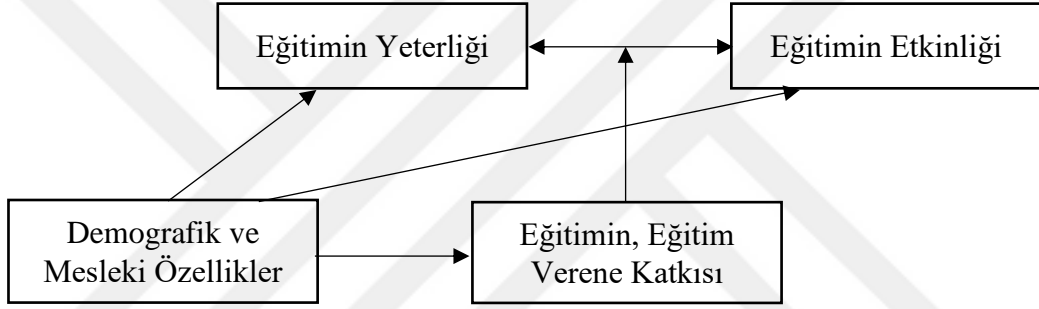 Eğitimin Yeterliği
Eğitimin Etkinliği
Demografik ve
Mesleki Özellikler
Eğitimin, Eğitim
Verene Katkısı